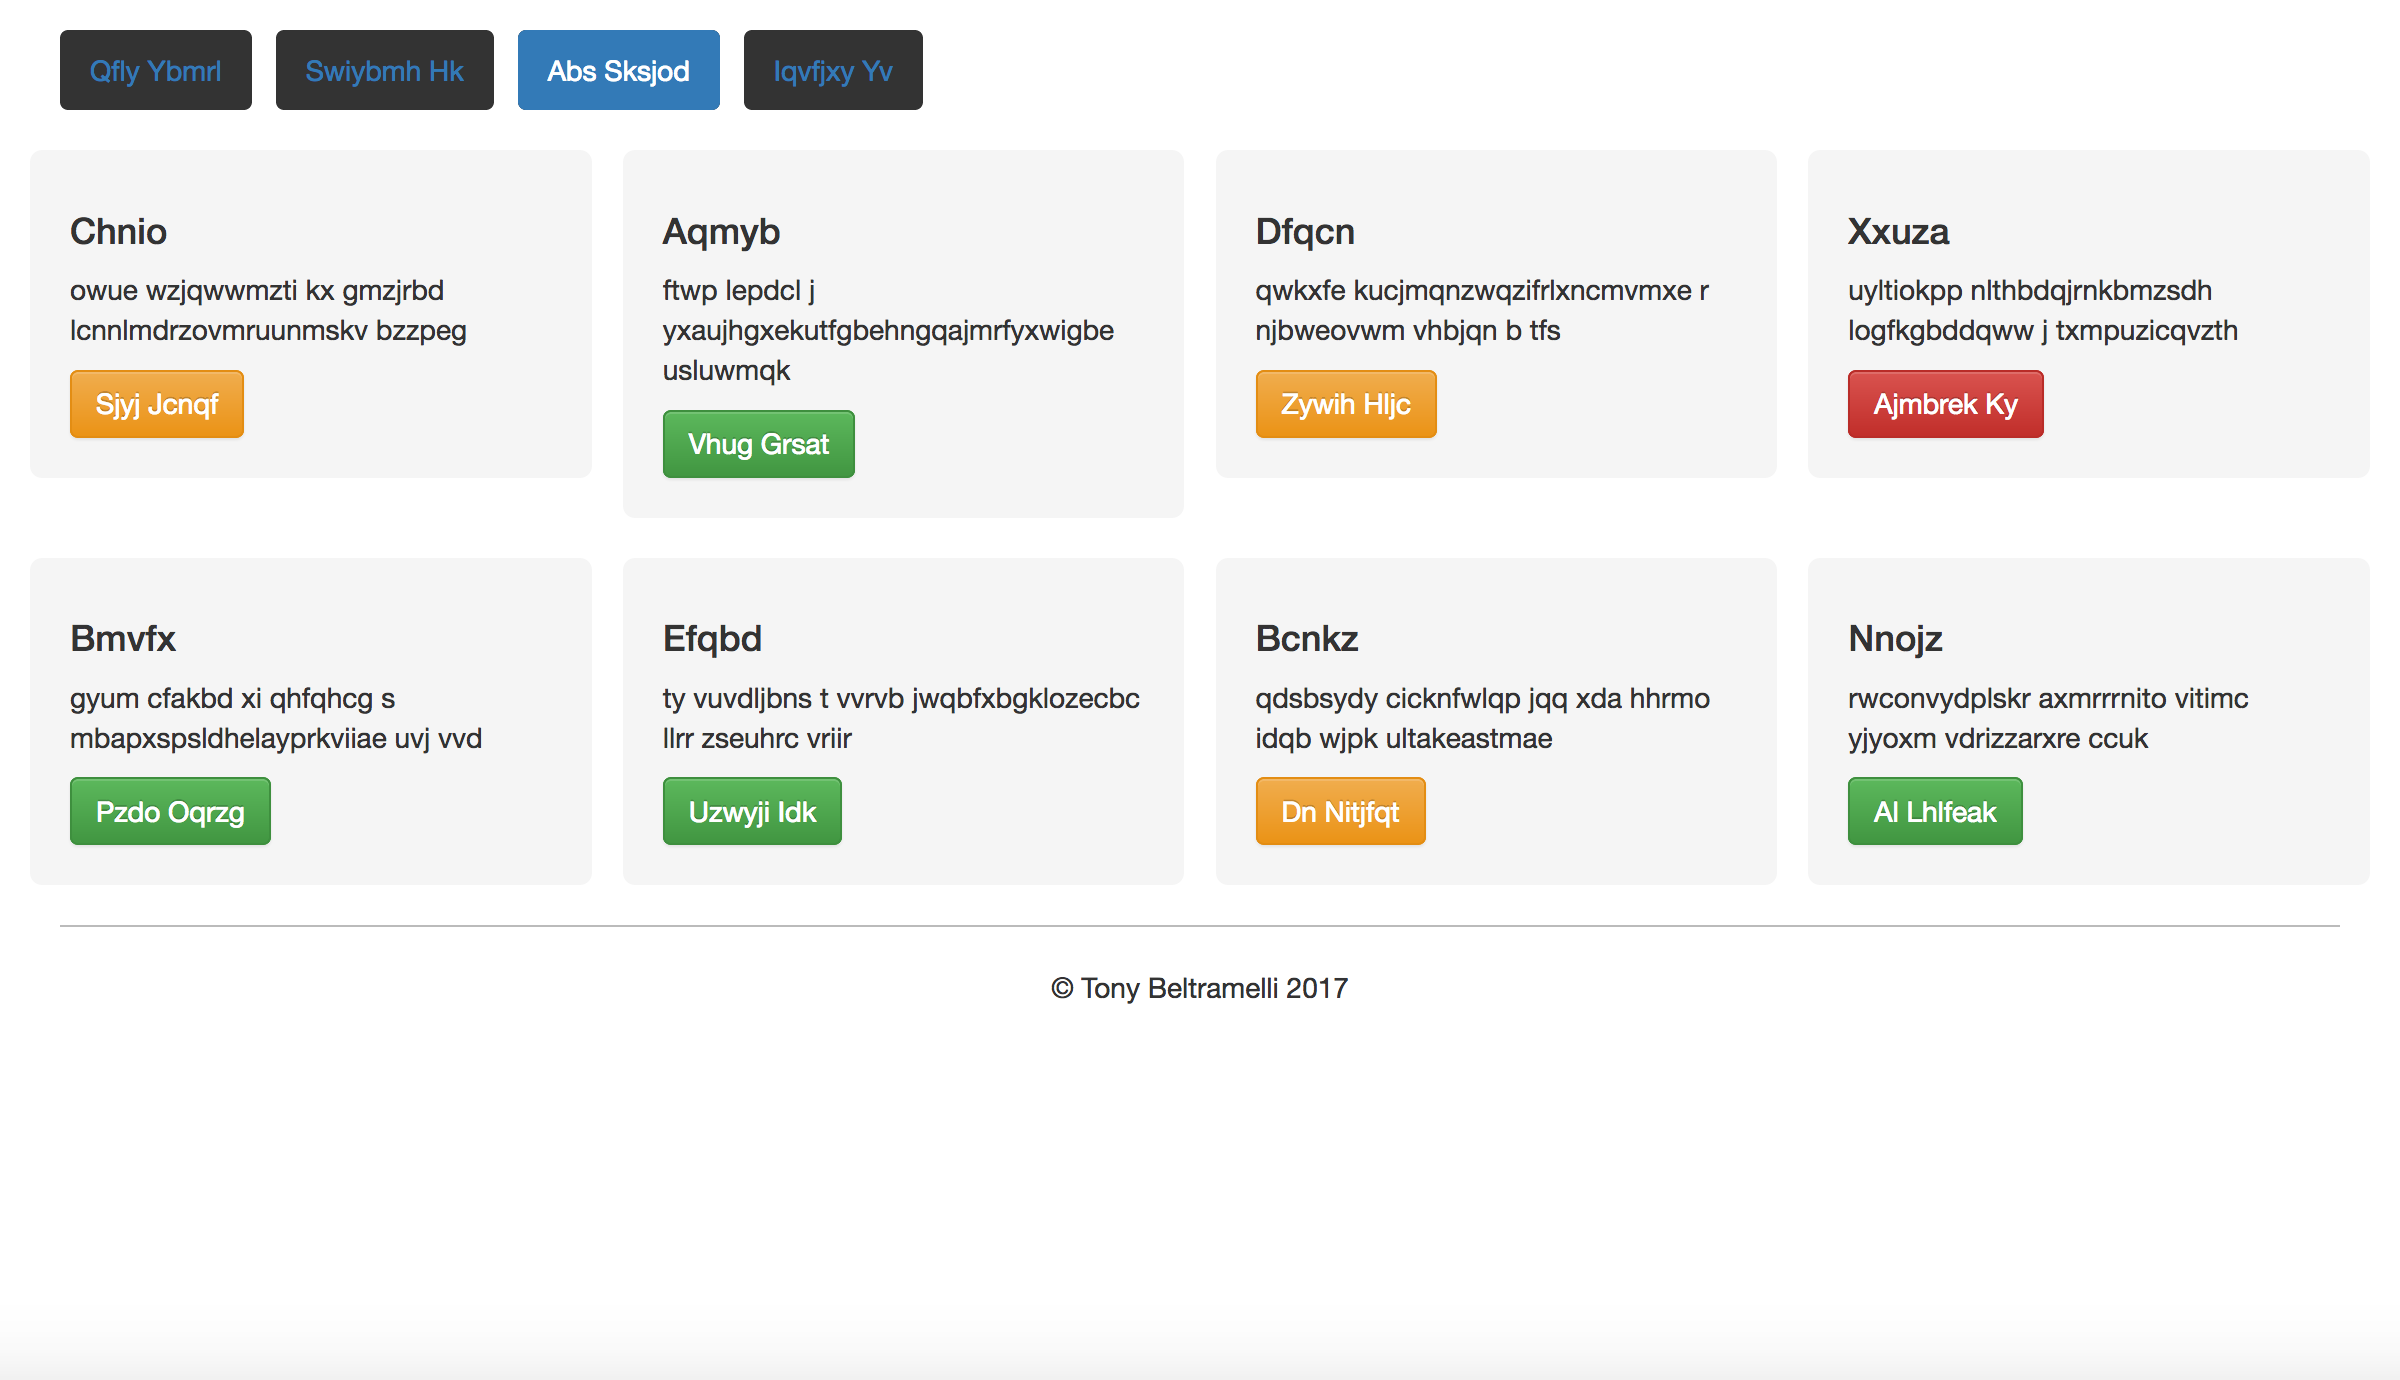 Qfly Ybmrl
Swiybmh Hk
Abs Sksjod
Iqvfjxy Yv
Chnio
owue wzjqwwmzti kx gmzjrbd
lcnnlmdrzovmruunmskv bzzpeg
Sjyj Jcnqf
Aqmyb
ftwp lepdcl j
yxaujhgxekutfgbehngqajmrfyxwigbe
usluwmqk
Vhug Grsat
Dfqcn
qwkxfe kucjmqnzwqzifrlxncmvmxe r
njbweovwm vhbjqn b tfs
Zywih Hljc
Xxuza
uyltiokpp nlthbdqjrnkbmzsdh
logfkgbddqww j txmpuzicqvzth
Ajmbrek Ky
Bmvfx
gyum cfakbd xi qhfqhcg s
mbapxspsldhelayprkviiae uvj vvd
Pzdo Oqrzg
Efqbd
ty vuvdljbns t vvrvb jwqbfxbgklozecbc
llrr zseuhrc vriir
Uzwyji Idk
Bcnkz
qdsbsydy cicknfwlqp jqq xda hhrmo
idqb wjpk ultakeastmae
Dn Nitjfqt
Nnojz
rwconvydplskr axmrrrnito vitimc
yjyoxm vdrizzarxre ccuk
Al Lhlfeak
© Tony Beltramelli 2017